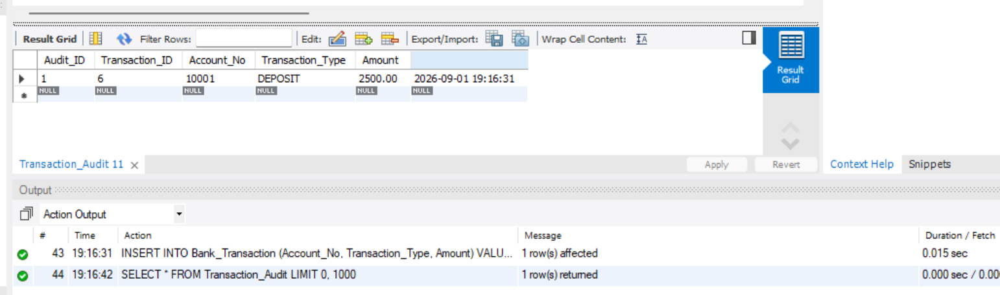 Result Grid Filter Rows: Edit: Export/Import: Wrap Cell Content: IA
Audit_ID Transaction_ID Account_No Transaction_Type Amount
1 6 10001 DEPOSIT 2500.00 2026-09-01 19:16:31
NULL NULL NULL NULL NULL NULL
Result
Grid
Transaction_Audit 11 Apply Revert Context Help Snippets
Output
Action Output
# Time Action Message Duration / Fetch
43 19:16:31 INSERT INTO Bank_Transaction (Account_No, Transaction_Type, Amount) VALU... 1 row(s) affected 0.015 sec
44 19:16:42 SELECT * FROM Transaction_Audit LIMIT 0, 1000 1 row(s) returned 0.000 sec / 0.00